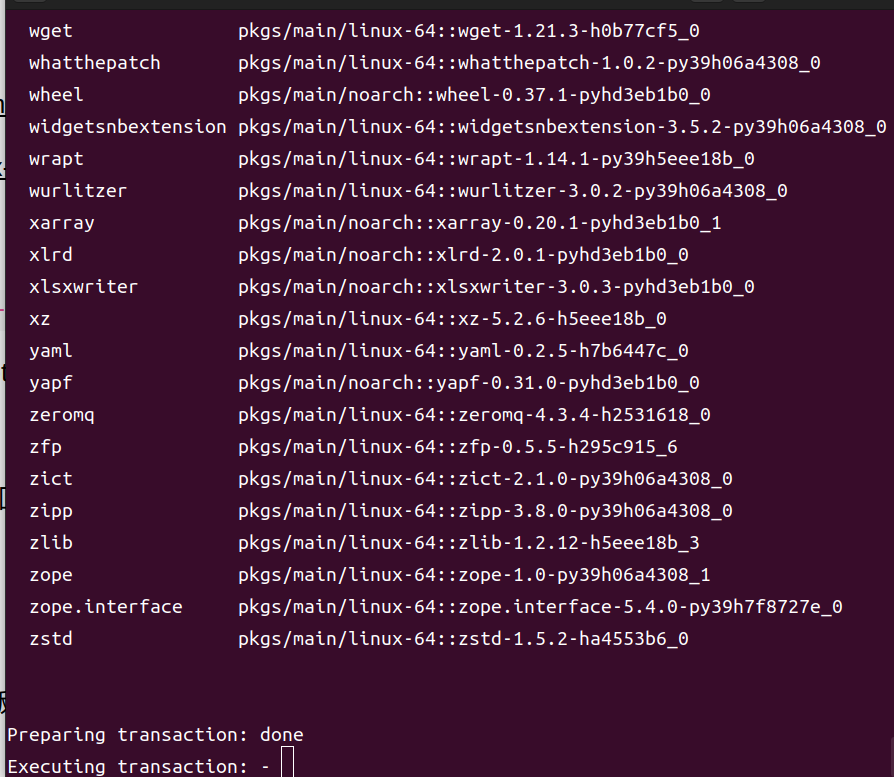 wget pkgs/main/linux-64::wget-1.21.3-h0b77cf5_0
whatthepatch pkgs/main/linux-64::whatthepatch-1.0.2-py39h06a4308_0
wheel pkgs/main/noarch::wheel-0.37.1-pyhd3eb1b0_0
widgetsnbextension pkgs/main/linux-64::widgetsnbextension-3.5.2-py39h06a4308_0
wrapt pkgs/main/linux-64::wrapt-1.14.1-py39h5eee18b_0
wurlitzer pkgs/main/linux-64::wurlitzer-3.0.2-py39h06a4308_0
xarray pkgs/main/noarch::xarray-0.20.1-pyhd3eb1b0_1
xlrd pkgs/main/noarch::xlrd-2.0.1-pyhd3eb1b0_0
xlsxwriter pkgs/main/noarch::xlsxwriter-3.0.3-pyhd3eb1b0_0
xz pkgs/main/linux-64::xz-5.2.6-h5eee18b_0
yaml pkgs/main/linux-64::yaml-0.2.5-h7b6447c_0
yapf pkgs/main/noarch::yapf-0.31.0-pyhd3eb1b0_0
zeromq pkgs/main/linux-64::zeromq-4.3.4-h2531618_0
zfp pkgs/main/linux-64::zfp-0.5.5-h295c915_6
zict pkgs/main/linux-64::zict-2.1.0-py39h06a4308_0
zipp pkgs/main/linux-64::zipp-3.8.0-py39h06a4308_0
zlib pkgs/main/linux-64::zlib-1.2.12-h5eee18b_3
zope pkgs/main/linux-64::zope-1.0-py39h06a4308_1
zope.interface pkgs/main/linux-64::zope.interface-5.4.0-py39h7f8727e_0
zstd pkgs/main/linux-64::zstd-1.5.2-ha4553b6_0
Preparing transaction: done
Executing transaction: -